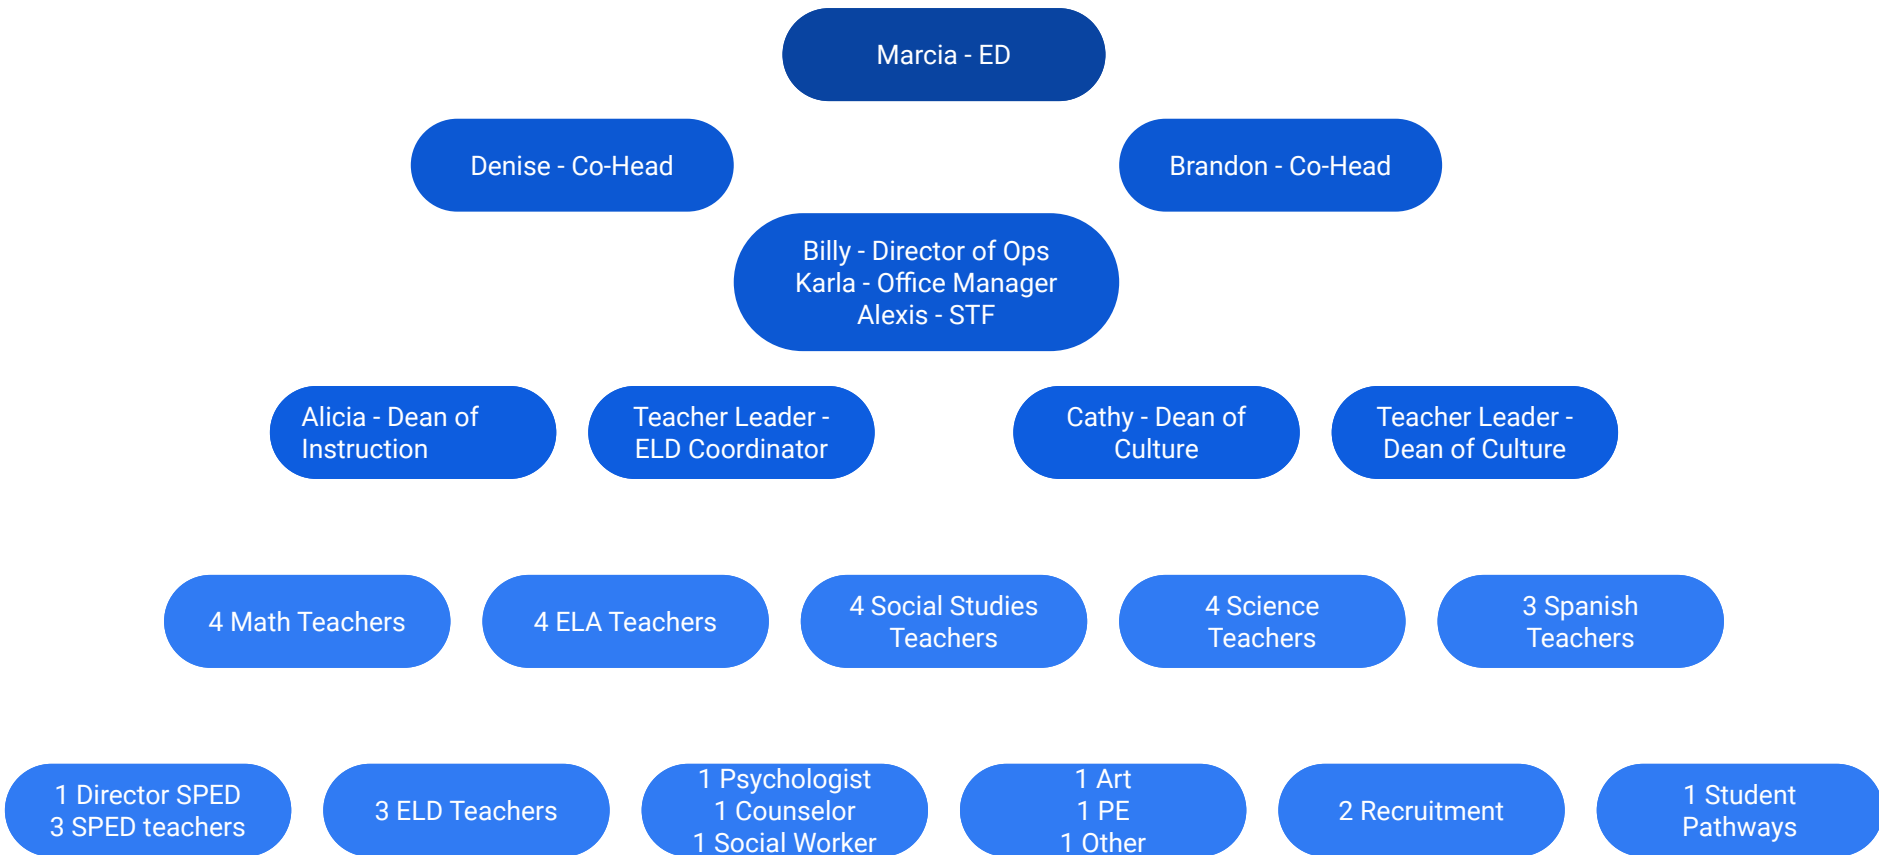 Marcia - ED
Denise - Co-Head
Brandon - Co-Head
Billy - Director of Ops
Karla - Office Manager
Alexis - STF
Alicia - Dean of
Instruction
Teacher Leader -
ELD Coordinator
Cathy - Dean of
Culture
Teacher Leader -
Dean of Culture
4 Math Teachers
4 ELA Teachers
4 Social Studies
Teachers
4 Science
Teachers
3 Spanish
Teachers
1 Director SPED
3 SPED teachers
3 ELD Teachers
1 Psychologist
1 Counselor
1 Social Worker
1 Art
1 PE
1 Other
2 Recruitment
1 Student
Pathways